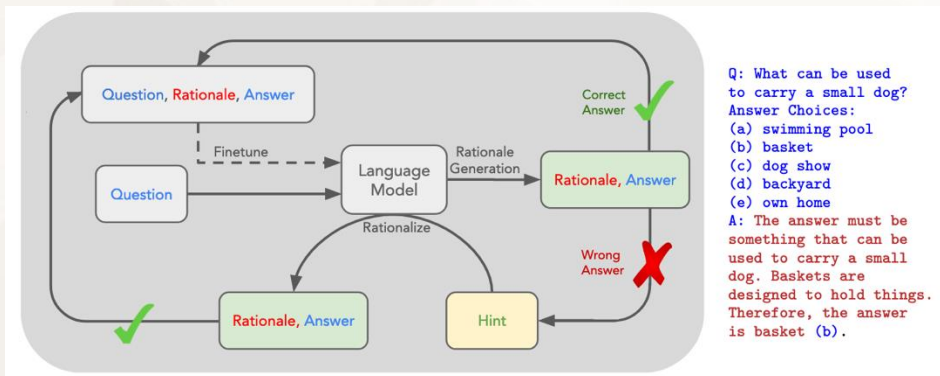 Question, Rationale, Answer
Correct
Answer
Finetune
Language
Model
Rationale
Generation
Question
Rationale, Answer
Rationalize
Wrong
Answer
Rationale, Answer
Hint
Q: What can be used
to carry a small dog?
Answer Choices:
(a) swimming pool
(b) basket
(c) dog show
(d) backyard
(e) own home
A: The answer must be
something that can be
used to carry a small
dog. Baskets are
designed to hold things.
Therefore, the answer
is basket (b).